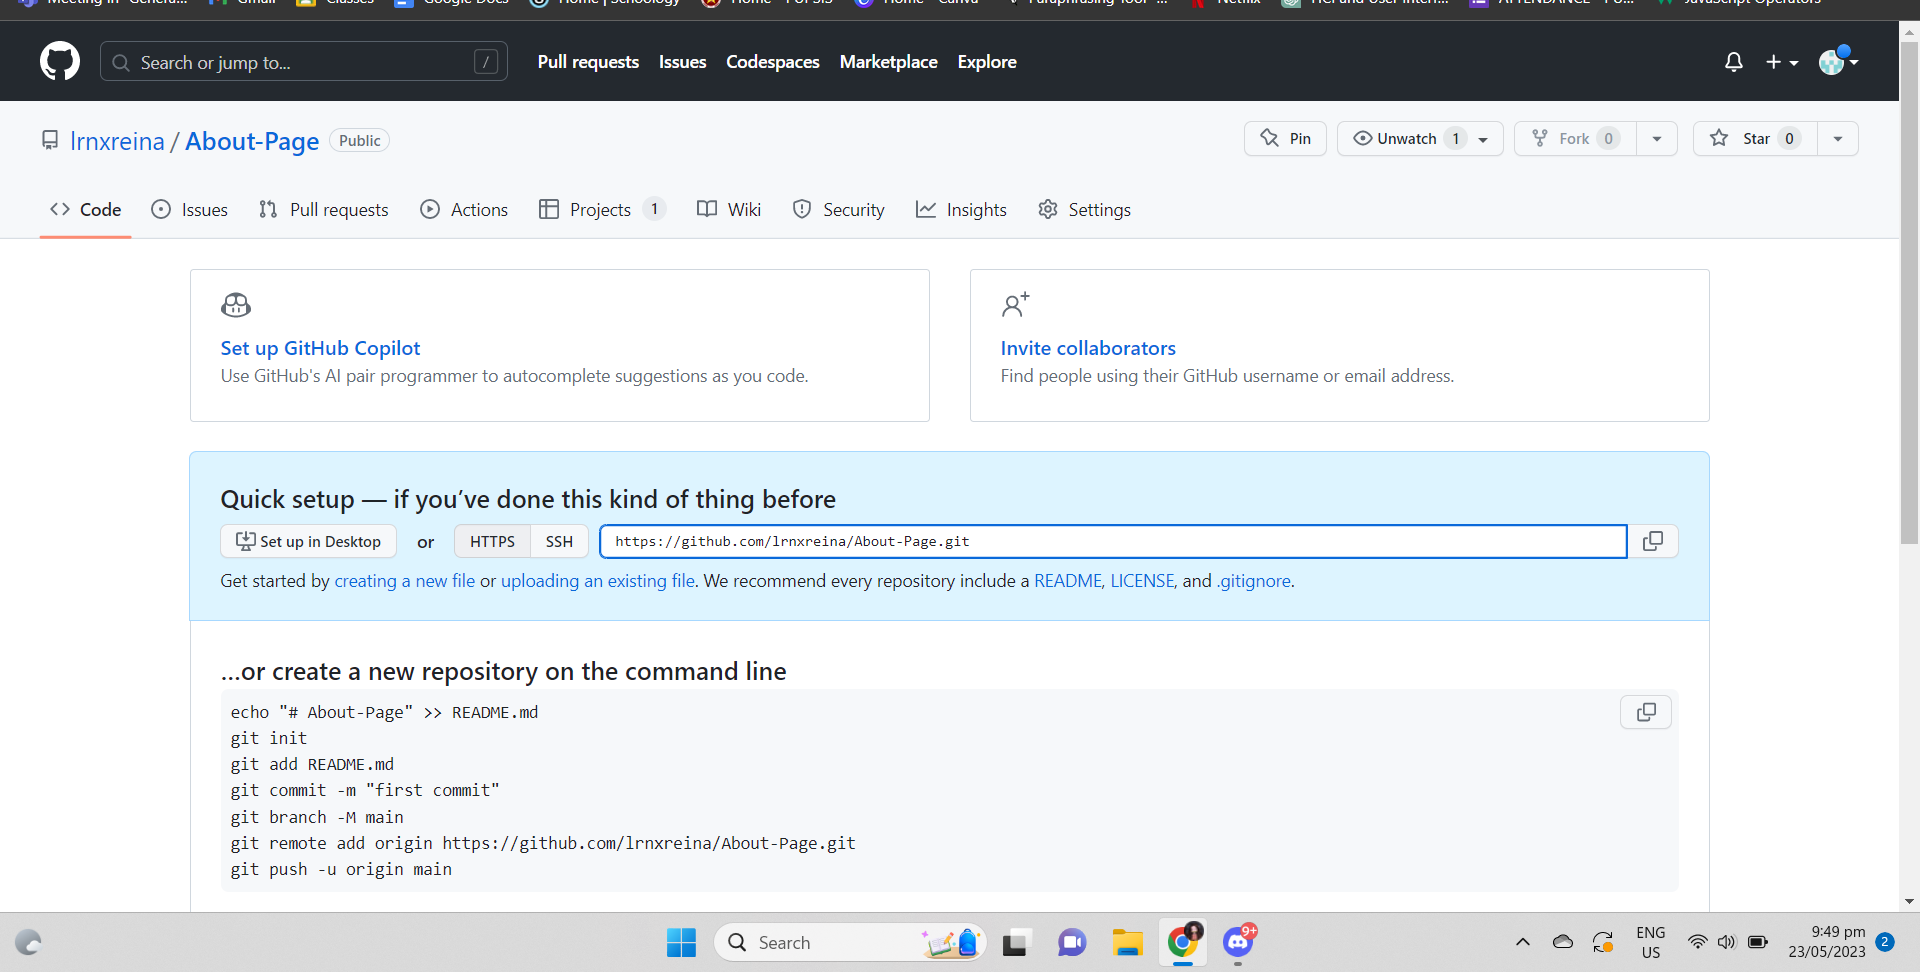 Meeting in "Genera... Gmail Classes Google Docs Home | Schoology Home - POPSIS Home - Canva Paraphrasing Tool -... Netflix HCI and User Interf... ATTENDANCE - Pu... JavaScript Operators
Search or jump to... / Pull requests Issues Codespaces Marketplace Explore
lrnxreina / About-Page Public Pin Unwatch 1 Fork 0 Star 0
Code Issues Pull requests Actions Projects 1 Wiki Security Insights Settings
Set up GitHub Copilot
Use GitHub's AI pair programmer to autocomplete suggestions as you code.
Invite collaborators
Find people using their GitHub username or email address.
Quick setup — if you’ve done this kind of thing before
Set up in Desktop or HTTPS SSH https://github.com/lrnxreina/About-Page.git
Get started by creating a new file or uploading an existing file. We recommend every repository include a README, LICENSE, and .gitignore.
…or create a new repository on the command line
echo "# About-Page" >> README.md
git init
git add README.md
git commit -m "first commit"
git branch -M main
git remote add origin https://github.com/lrnxreina/About-Page.git
git push -u origin main
Search 9+ ENG US 9:49 pm 23/05/2023 2